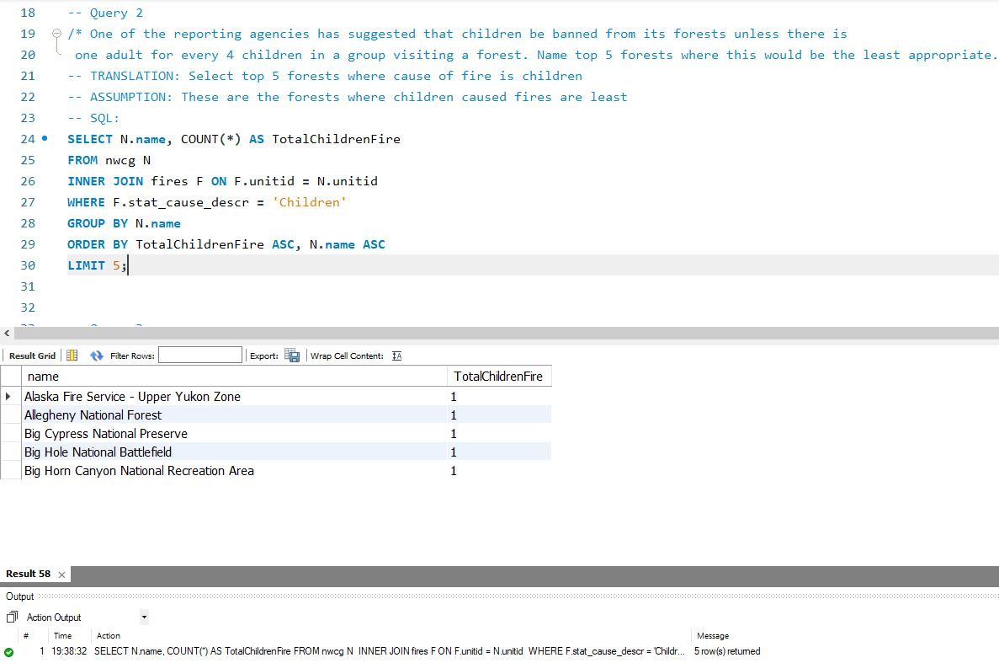 18 -- Query 2
19 /* One of the reporting agencies has suggested that children be banned from its forests unless there is
20 one adult for every 4 children in a group visiting a forest. Name top 5 forests where this would be the least appropriate.
21 -- TRANSLATION: Select top 5 forests where cause of fire is children
22 -- ASSUMPTION: These are the forests where children caused fires are least
23 -- SQL:
24 SELECT N.name, COUNT(*) AS TotalChildrenFire
25 FROM nwcg N
26 INNER JOIN fires F ON F.unitid = N.unitid
27 WHERE F.stat_cause_descr = 'Children'
28 GROUP BY N.name
29 ORDER BY TotalChildrenFire ASC, N.name ASC
30 LIMIT 5;
31
32
Result Grid Filter Rows: Export: Wrap Cell Content:
name TotalChildrenFire
Alaska Fire Service - Upper Yukon Zone 1
Allegheny National Forest 1
Big Cypress National Preserve 1
Big Hole National Battlefield 1
Big Horn Canyon National Recreation Area 1
Result 58
Output
Action Output
# Time Action Message
1 19:38:32 SELECT N.name, COUNT(*) AS TotalChildrenFire FROM nwcg N INNER JOIN fires F ON F.unitid = N.unitid WHERE F.stat_cause_descr = 'Childr... 5 row(s) returned